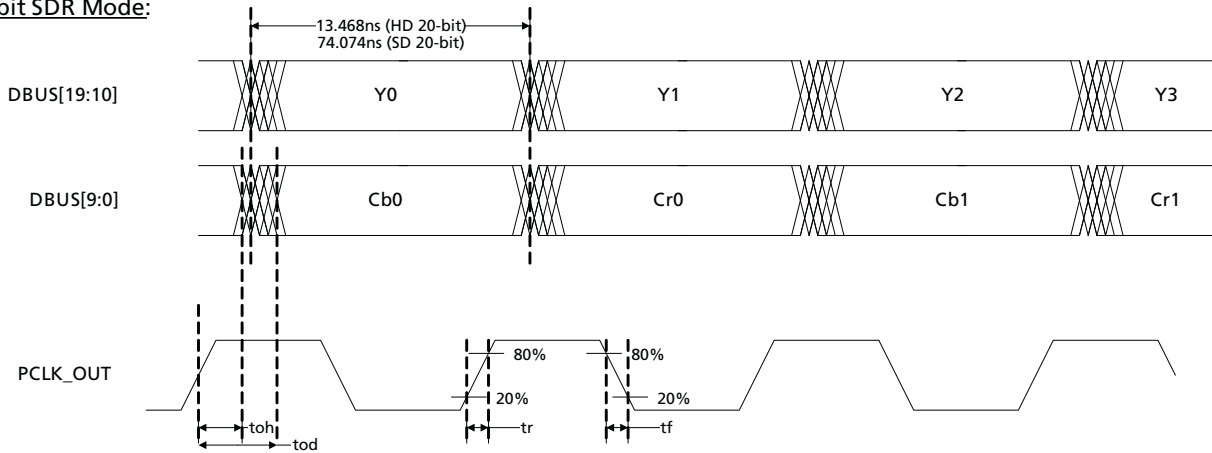 bit SDR Mode:
13.468ns (HD 20-bit)
74.074ns (SD 20-bit)
DBUS[19:10]
Y0
Y1
Y2
Y3
DBUS[9:0]
Cb0
Cr0
Cb1
Cr1
PCLK_OUT
80%
80%
20%
20%
toh
tr
tf
tod